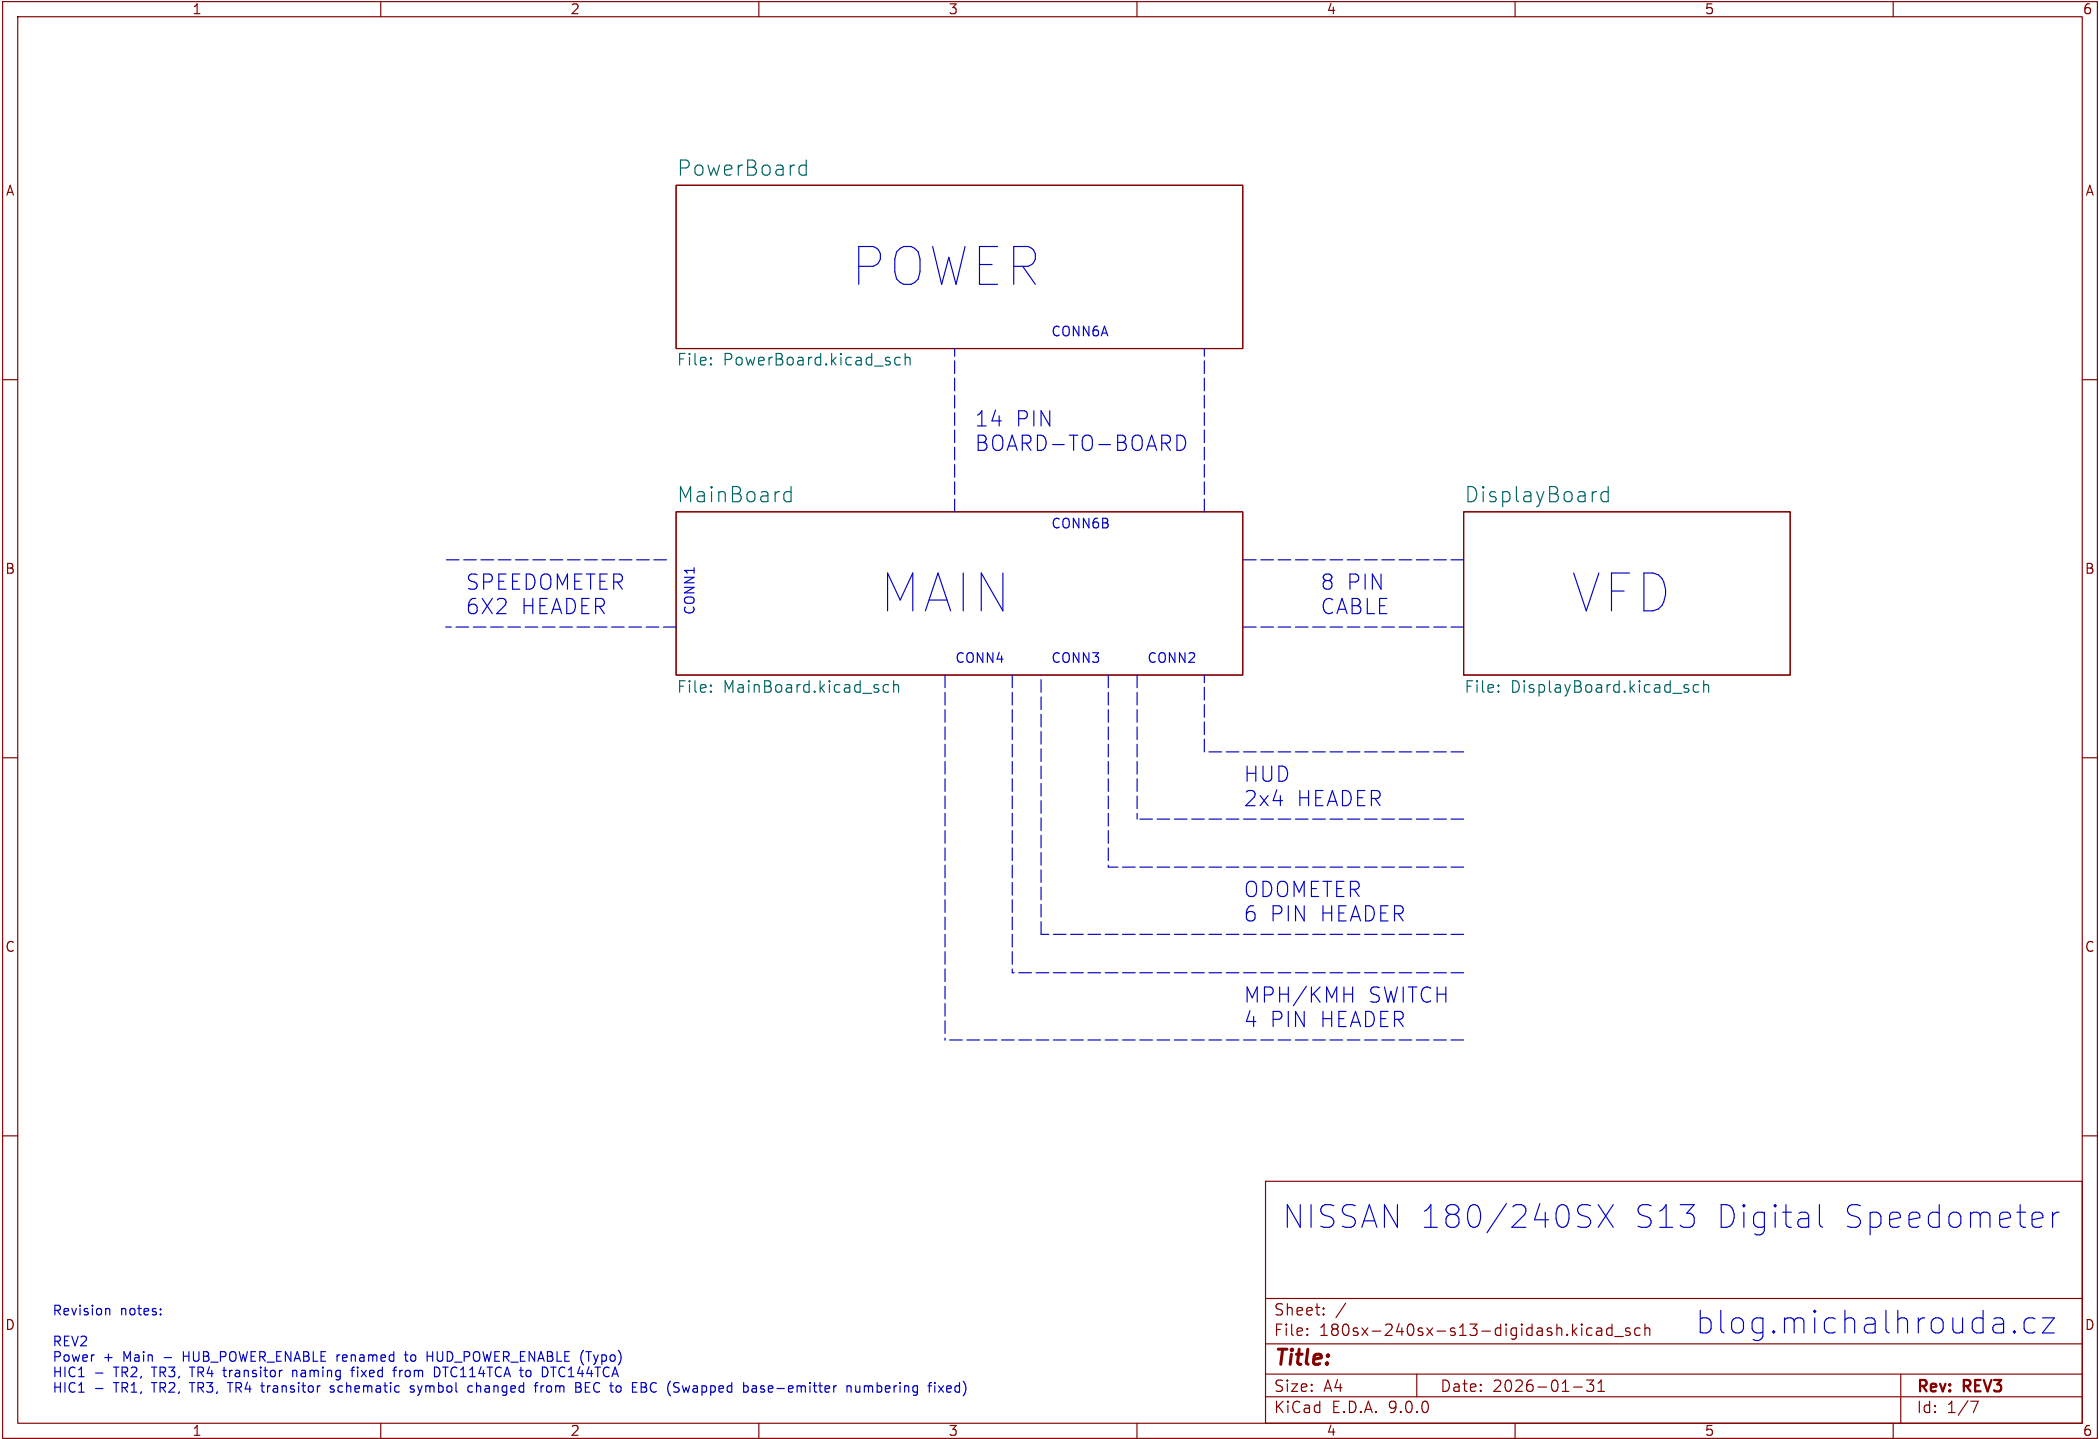 1 2 3 4 5 6
PowerBoard
A A
POWER
CONN6A
File: PowerBoard.kicad_sch
14 PIN
BOARD-TO-BOARD
MainBoard
DisplayBoard
CONN6B
B B
SPEEDOMETER
6X2 HEADER
CONN1
MAIN
8 PIN
CABLE
VFD
CONN4 CONN3 CONN2
File: MainBoard.kicad_sch
File: DisplayBoard.kicad_sch
HUD
2x4 HEADER
ODOMETER
6 PIN HEADER
C C
MPH/KMH SWITCH
4 PIN HEADER
NISSAN 180/240SX S13 Digital Speedometer
Revision notes:
REV2
Power + Main - HUB_POWER_ENABLE renamed to HUD_POWER_ENABLE (Typo)
HIC1 - TR2, TR3, TR4 transitor naming fixed from DTC114TCA to DTC144TCA
HIC1 - TR1, TR2, TR3, TR4 transitor schematic symbol changed from BEC to EBC (Swapped base-emitter numbering fixed)
D D
Sheet: /
File: 180sx-240sx-s13-digidash.kicad_sch
blog.michalhrouda.cz
Title:
Size: A4 Date: 2026-01-31 Rev: REV3
KiCad E.D.A. 9.0.0 Id: 1/7
1 2 3 4 5 6